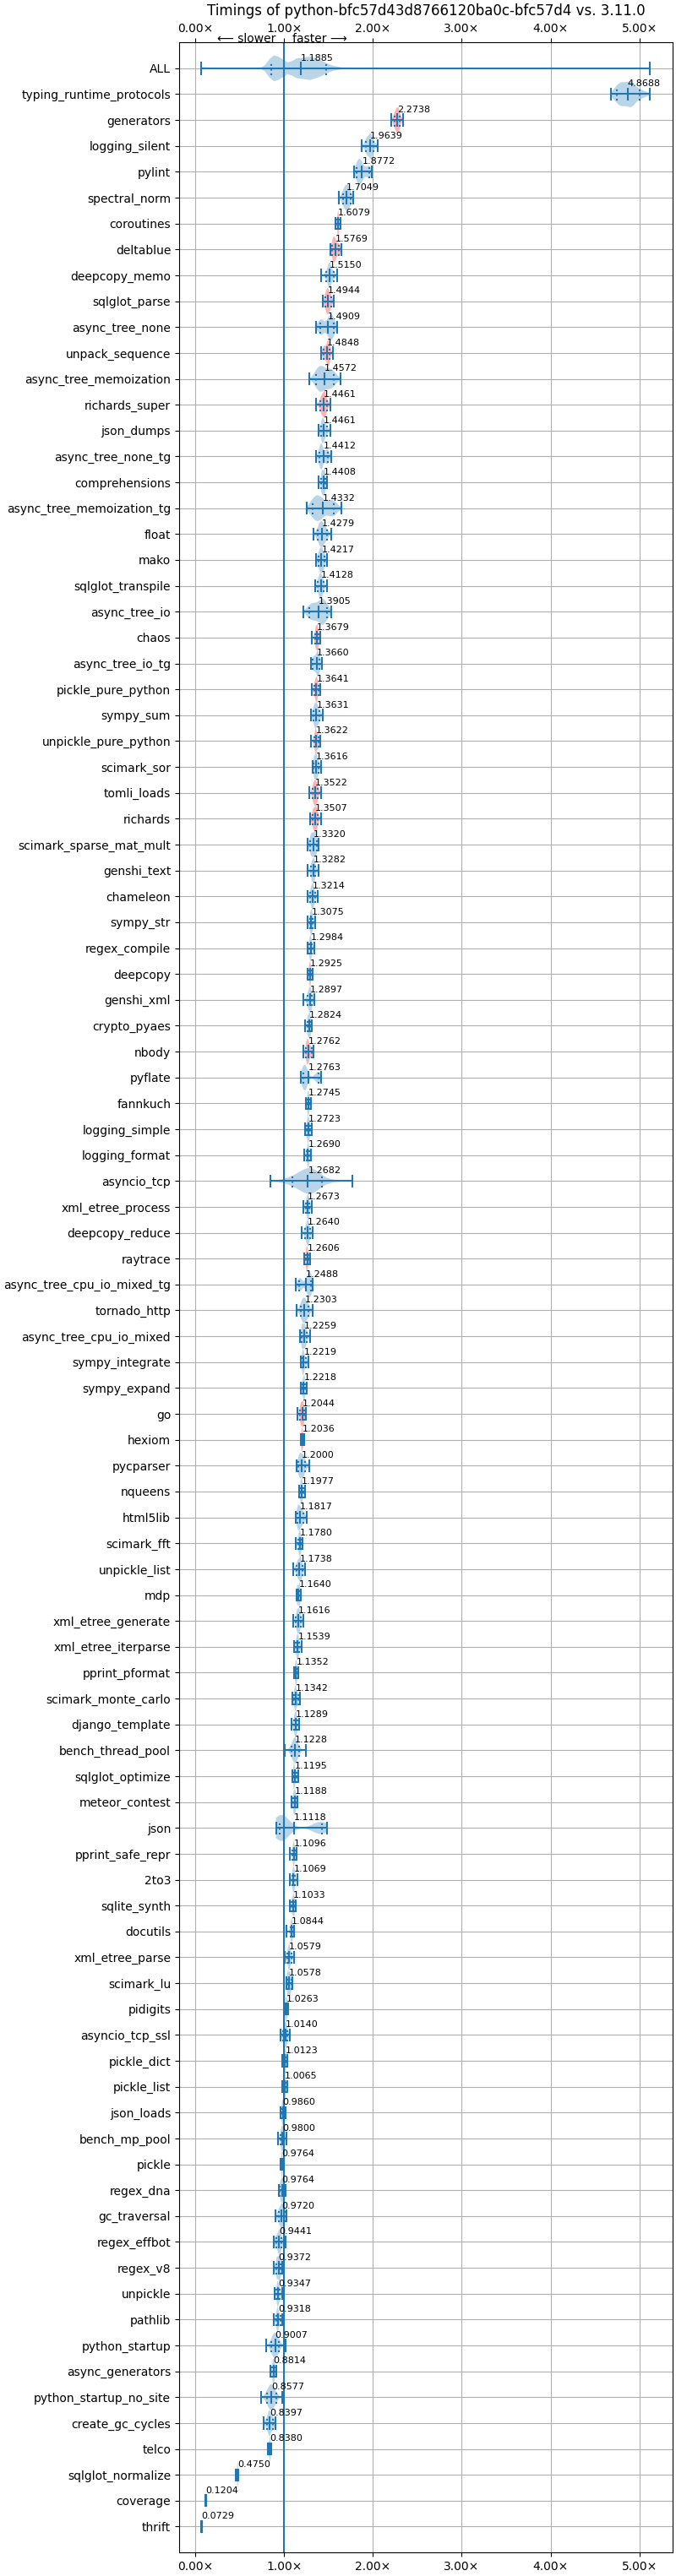 Timings of python-bfc57d43d8766120ba0c-bfc57d4 vs. 3.11.0
0.00× 1.00× 2.00× 3.00× 4.00× 5.00×
⟵ slower faster ⟶
ALL 1.1885
typing_runtime_protocols 4.8688
generators 2.2738
logging_silent 1.9639
pylint 1.8772
spectral_norm 1.7049
coroutines 1.6079
deltablue 1.5769
deepcopy_memo 1.5150
sqlglot_parse 1.4944
async_tree_none 1.4909
unpack_sequence 1.4848
async_tree_memoization 1.4572
richards_super 1.4461
json_dumps 1.4461
async_tree_none_tg 1.4412
comprehensions 1.4408
async_tree_memoization_tg 1.4332
float 1.4279
mako 1.4217
sqlglot_transpile 1.4128
async_tree_io 1.3905
chaos 1.3679
async_tree_io_tg 1.3660
pickle_pure_python 1.3641
sympy_sum 1.3631
unpickle_pure_python 1.3622
scimark_sor 1.3616
tomli_loads 1.3522
richards 1.3507
scimark_sparse_mat_mult 1.3320
genshi_text 1.3282
chameleon 1.3214
sympy_str 1.3075
regex_compile 1.2984
deepcopy 1.2925
genshi_xml 1.2897
crypto_pyaes 1.2824
nbody 1.2762
pyflate 1.2763
fannkuch 1.2745
logging_simple 1.2723
logging_format 1.2690
asyncio_tcp 1.2682
xml_etree_process 1.2673
deepcopy_reduce 1.2640
raytrace 1.2606
async_tree_cpu_io_mixed_tg 1.2488
tornado_http 1.2303
async_tree_cpu_io_mixed 1.2259
sympy_integrate 1.2219
sympy_expand 1.2218
go 1.2044
hexiom 1.2036
pycparser 1.2000
nqueens 1.1977
html5lib 1.1817
scimark_fft 1.1780
unpickle_list 1.1738
mdp 1.1640
xml_etree_generate 1.1616
xml_etree_iterparse 1.1539
pprint_pformat 1.1352
scimark_monte_carlo 1.1342
django_template 1.1289
bench_thread_pool 1.1228
sqlglot_optimize 1.1195
meteor_contest 1.1188
json 1.1118
pprint_safe_repr 1.1096
2to3 1.1069
sqlite_synth 1.1033
docutils 1.0844
xml_etree_parse 1.0579
scimark_lu 1.0578
pidigits 1.0263
asyncio_tcp_ssl 1.0140
pickle_dict 1.0123
pickle_list 1.0065
json_loads 0.9860
bench_mp_pool 0.9800
pickle 0.9764
regex_dna 0.9764
gc_traversal 0.9720
regex_effbot 0.9441
regex_v8 0.9372
unpickle 0.9347
pathlib 0.9318
python_startup 0.9007
async_generators 0.8814
python_startup_no_site 0.8577
create_gc_cycles 0.8397
telco 0.8380
sqlglot_normalize 0.4750
coverage 0.1204
thrift 0.0729
0.00× 1.00× 2.00× 3.00× 4.00× 5.00×